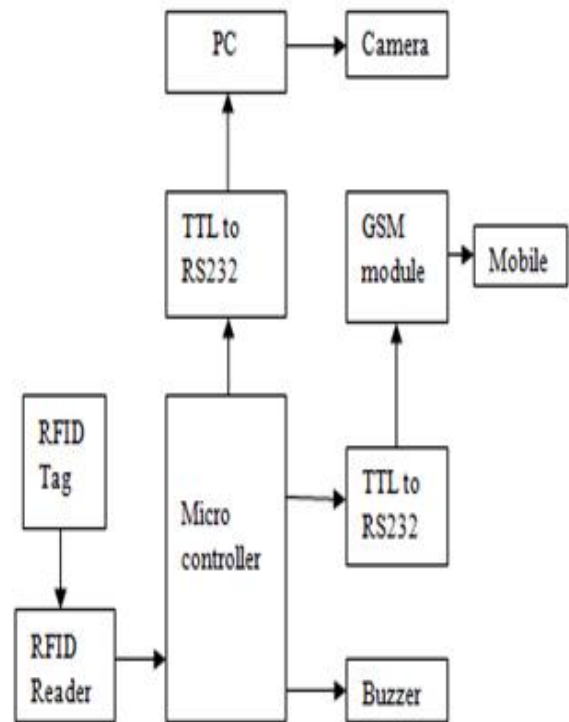 PC
Camera
TTL to
RS232
GSM
module
Mobile
RFID
Tag
Micro
controller
TTL to
RS232
RFID
Reader
Buzzer